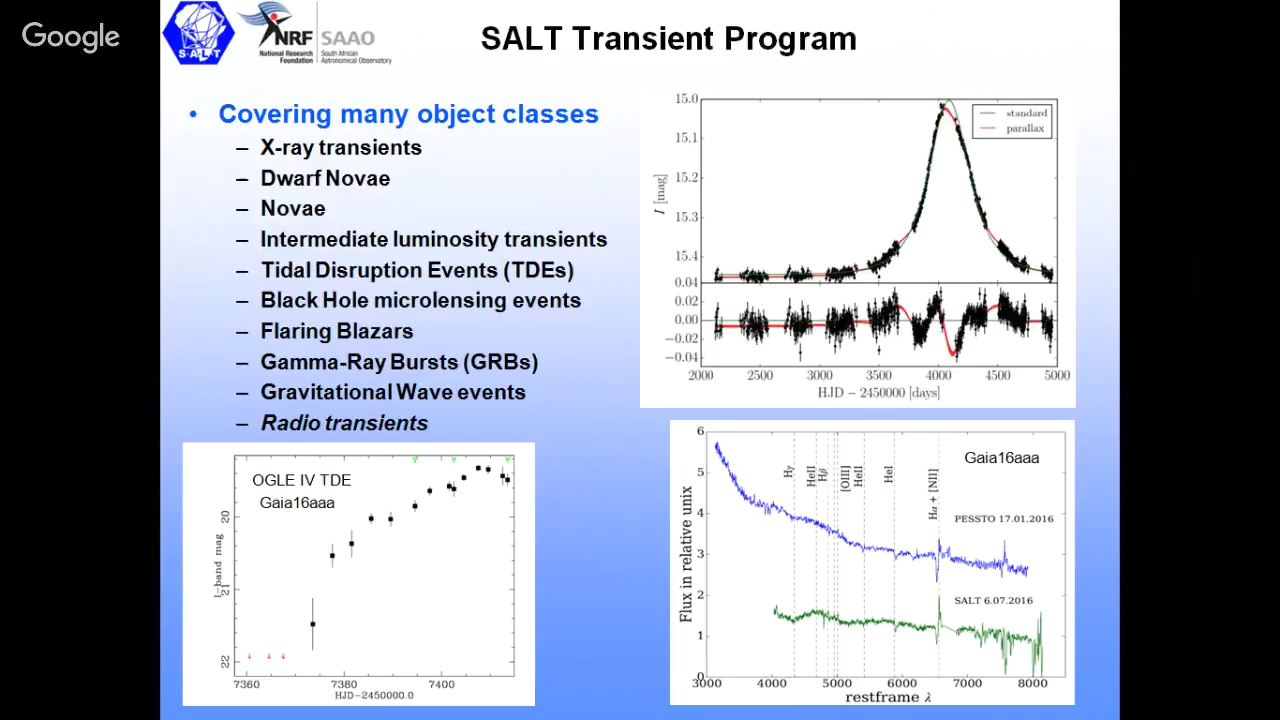 Google
SALT
NRF
SAAO
National Research
Foundation
South African
Astronomical Observatory
SALT Transient Program
• Covering many object classes
– X-ray transients
– Dwarf Novae
– Novae
– Intermediate luminosity transients
– Tidal Disruption Events (TDEs)
– Black Hole microlensing events
– Flaring Blazars
– Gamma-Ray Bursts (GRBs)
– Gravitational Wave events
– Radio transients
15.0
15.1
15.2
15.3
15.4
I [mag]
standard
parallax
0.04
0.02
0.00
−0.02
−0.04
2000 2500 3000 3500 4000 4500 5000
HJD − 2450000 [days]
OGLE IV TDE
Gaia16aaa
20
21
22
I-band mag
7360 7380 7400
HJD-2450000.0
6
5
4
3
2
1
0
Flux in relative unix
Hγ
HeII
Hβ
[OIII]
HeII
HeI
Hα + [NII]
Gaia16aaa
PESSTO 17.01.2016
SALT 6.07.2016
3000 4000 5000 6000 7000 8000
restframe λ